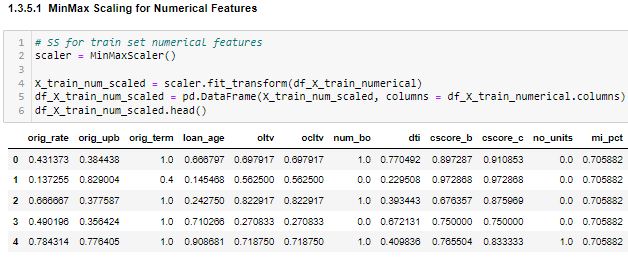 1.3.5.1 MinMax Scaling for Numerical Features
1 # SS for train set numerical features
2 scaler = MinMaxScaler()
3
4 X_train_num_scaled = scaler.fit_transform(df_X_train_numerical)
5 df_X_train_num_scaled = pd.DataFrame(X_train_num_scaled, columns = df_X_train_numerical.columns)
6 df_X_train_num_scaled.head()
orig_rate orig_upb orig_term loan_age oltv ocltv num_bo dti cscore_b cscore_c no_units mi_pct
0 0.431373 0.384438 1.0 0.666797 0.697917 0.697917 1.0 0.770492 0.897287 0.910853 0.0 0.705882
1 0.137255 0.829004 0.4 0.145468 0.562500 0.562500 0.0 0.229508 0.972868 0.972868 0.0 0.705882
2 0.666667 0.377587 1.0 0.242750 0.822917 0.822917 1.0 0.393443 0.676357 0.875969 0.0 0.705882
3 0.490196 0.356424 1.0 0.710266 0.270833 0.270833 0.0 0.672131 0.750000 0.750000 0.0 0.705882
4 0.784314 0.776405 1.0 0.908681 0.718750 0.718750 1.0 0.409836 0.765504 0.833333 1.0 0.705882